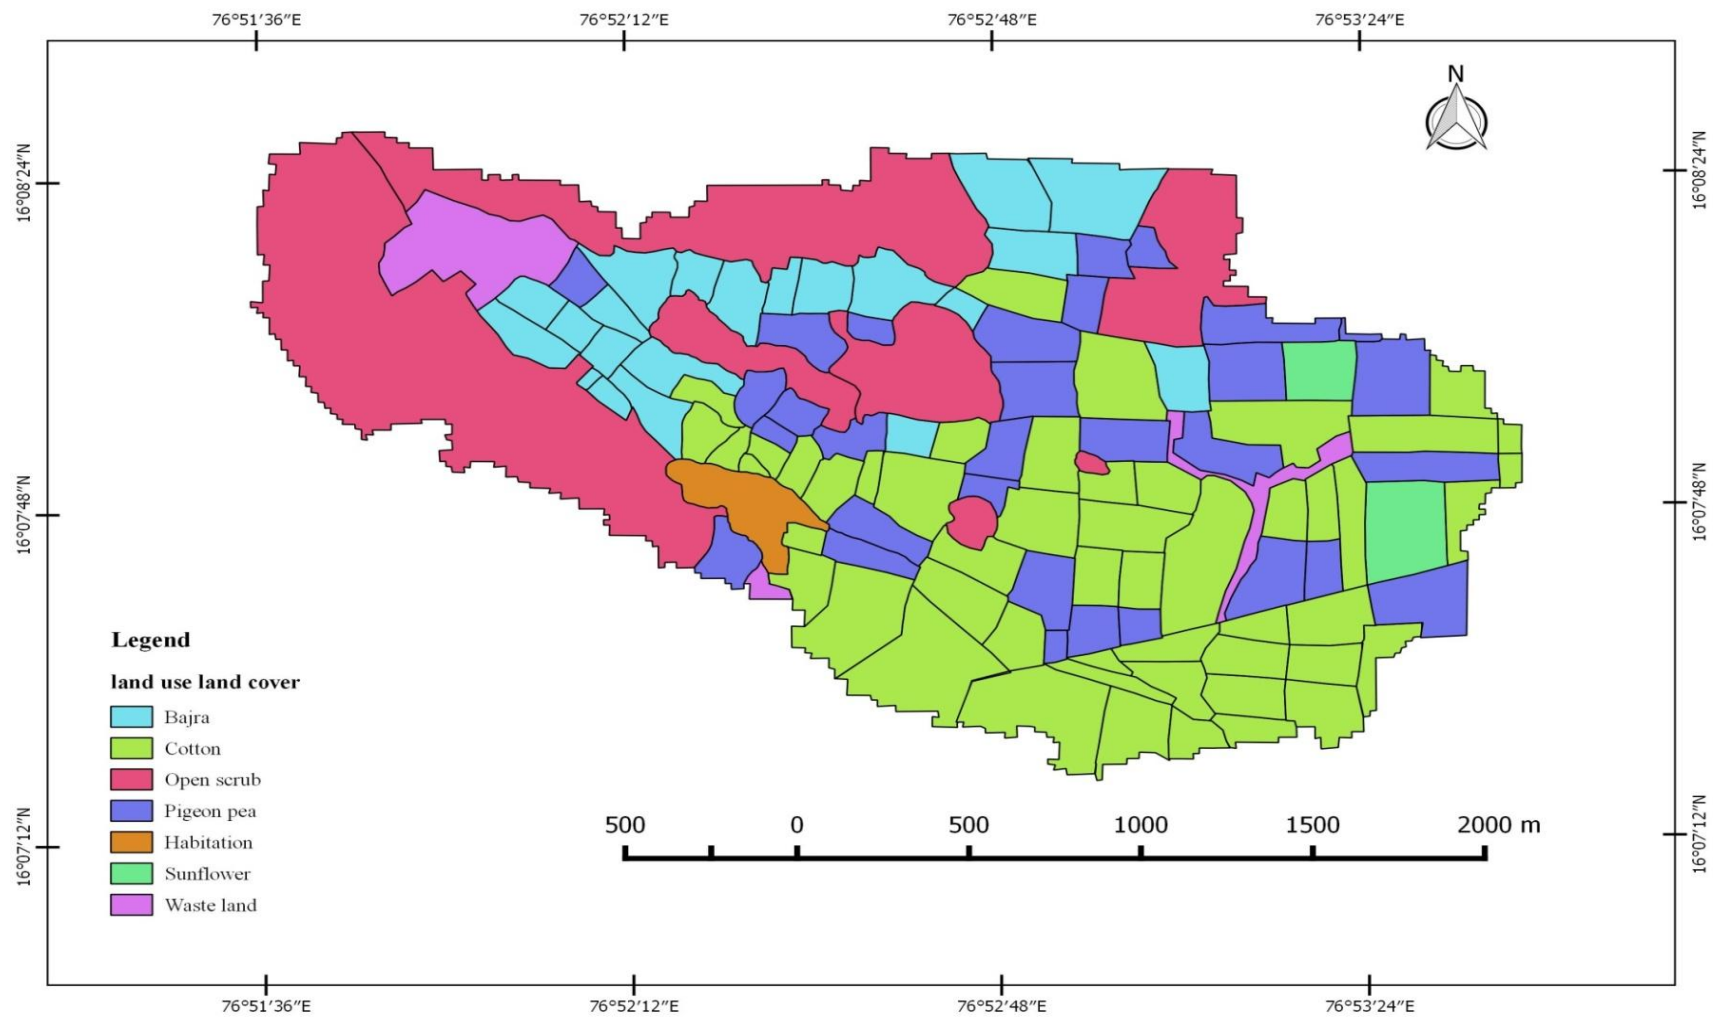 76°51′36″E 76°52′12″E 76°52′48″E 76°53′24″E
N
16°08′24″N 16°08′24″N
16°07′48″N 16°07′48″N
Legend
land use land cover
Bajra
Cotton
Open scrub
Pigeon pea
Habitation
Sunflower
Waste land
500 0 500 1000 1500 2000 m
16°07′12″N 16°07′12″N
76°51′36″E 76°52′12″E 76°52′48″E 76°53′24″E